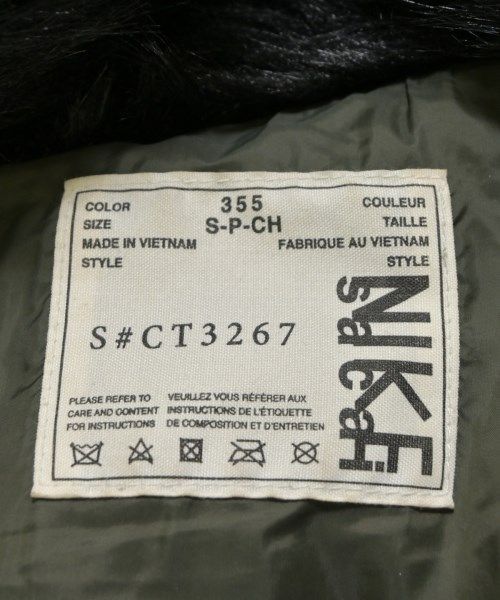 COLOR 355 COULEUR
SIZE S-P-CH TAILLE
MADE IN VIETNAM FABRIQUE AU VIETNAM
STYLE STYLE
S#CT3267
NIKE
sacai
PLEASE REFER TO VEUILLEZ VOUS RÉFÉRER AUX
CARE AND CONTENT INSTRUCTIONS DE L'ÉTIQUETTE
FOR INSTRUCTIONS DE COMPOSITION ET D'ENTRETIEN